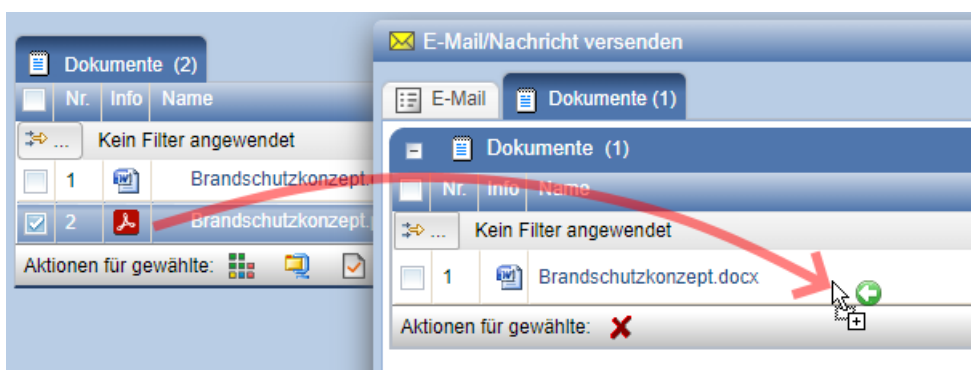 Dokumente (2)
Nr. Info Name
... Kein Filter angewendet
1 Brandschutzkonzept.
2 Brandschutzkonzept.
Aktionen für gewählte:
E-Mail/Nachricht versenden
E-Mail Dokumente (1)
Dokumente (1)
Nr. Info Name
... Kein Filter angewendet
1 Brandschutzkonzept.docx
Aktionen für gewählte: